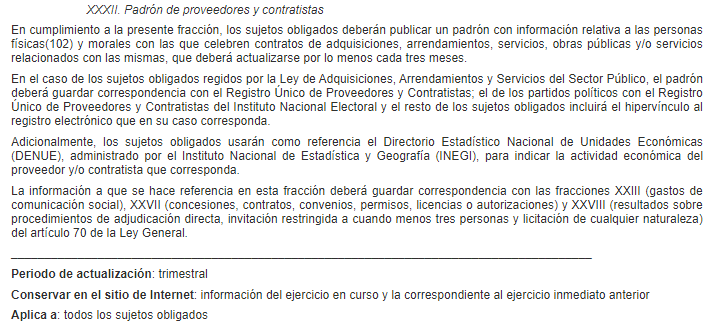 XXXII. Padrón de proveedores y contratistas
En cumplimiento a la presente fracción, los sujetos obligados deberán publicar un padrón con información relativa a las personas
físicas(102) y morales con las que celebren contratos de adquisiciones, arrendamientos, servicios, obras públicas y/o servicios
relacionados con las mismas, que deberá actualizarse por lo menos cada tres meses.
En el caso de los sujetos obligados regidos por la Ley de Adquisiciones, Arrendamientos y Servicios del Sector Público, el padrón
deberá guardar correspondencia con el Registro Único de Proveedores y Contratistas; el de los partidos políticos con el Registro
Único de Proveedores y Contratistas del Instituto Nacional Electoral y el resto de los sujetos obligados incluirá el hipervínculo al
registro electrónico que en su caso corresponda.
Adicionalmente, los sujetos obligados usarán como referencia el Directorio Estadístico Nacional de Unidades Económicas
(DENUE), administrado por el Instituto Nacional de Estadística y Geografía (INEGI), para indicar la actividad económica del
proveedor y/o contratista que corresponda.
La información a que se hace referencia en esta fracción deberá guardar correspondencia con las fracciones XXIII (gastos de
comunicación social), XXVII (concesiones, contratos, convenios, permisos, licencias o autorizaciones) y XXVIII (resultados sobre
procedimientos de adjudicación directa, invitación restringida a cuando menos tres personas y licitación de cualquier naturaleza)
del artículo 70 de la Ley General.
Periodo de actualización: trimestral
Conservar en el sitio de Internet: información del ejercicio en curso y la correspondiente al ejercicio inmediato anterior
Aplica a: todos los sujetos obligados